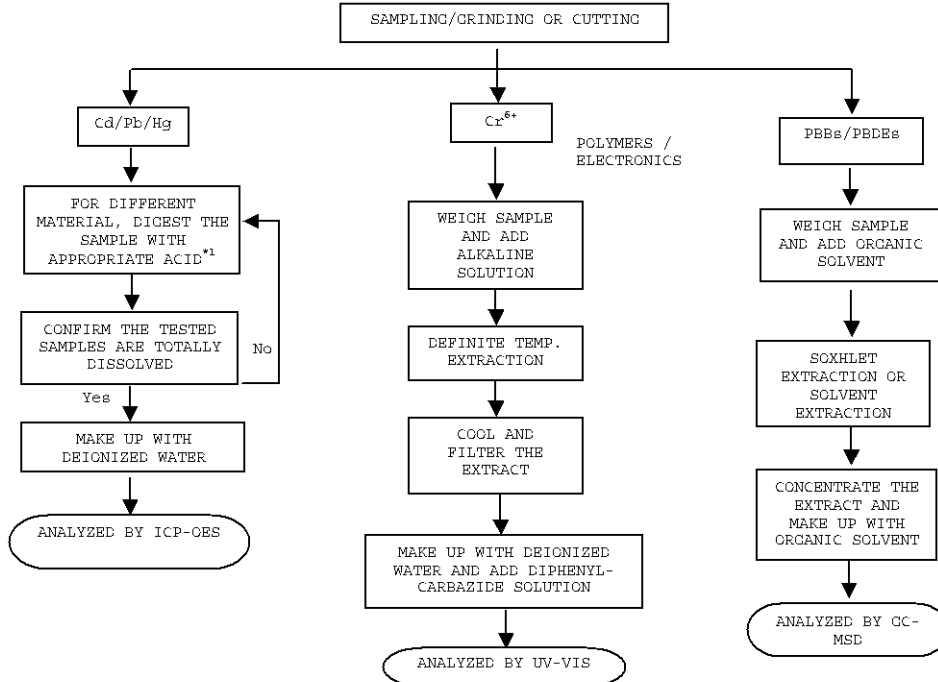 SAMPLING/GRINDING OR CUTTING
Cd/Pb/Hg
FOR DIFFERENT
MATERIAL, DIGEST THE
SAMPLE WITH
APPROPRIATE ACID*1
CONFIRM THE TESTED
SAMPLES ARE TOTALLY
DISSOLVED
No
Yes
MAKE UP WITH
DEIONIZED WATER
ANALYZED BY ICP-OES
Cr6+
POLYMERS /
ELECTRONICS
WEIGH SAMPLE
AND ADD
ALKALINE
SOLUTION
DEFINITE TEMP.
EXTRACTION
COOL AND
FILTER THE
EXTRACT
MAKE UP WITH DEIONIZED
WATER AND ADD DIPHENYL-
CARBAZIDE SOLUTION
ANALYZED BY UV-VIS
PBBs/PBDEs
WEIGH SAMPLE
AND ADD ORGANIC
SOLVENT
SOXHLET
EXTRACTION OR
SOLVENT
EXTRACTION
CONCENTRATE THE
EXTRACT AND
MAKE UP WITH
ORGANIC SOLVENT
ANALYZED BY GC-
MSD